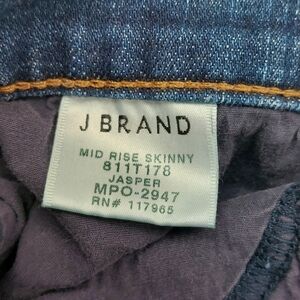 J BRAND
MID RISE SKINNY
811T178
JASPER
MPO-2947
RN# 117965